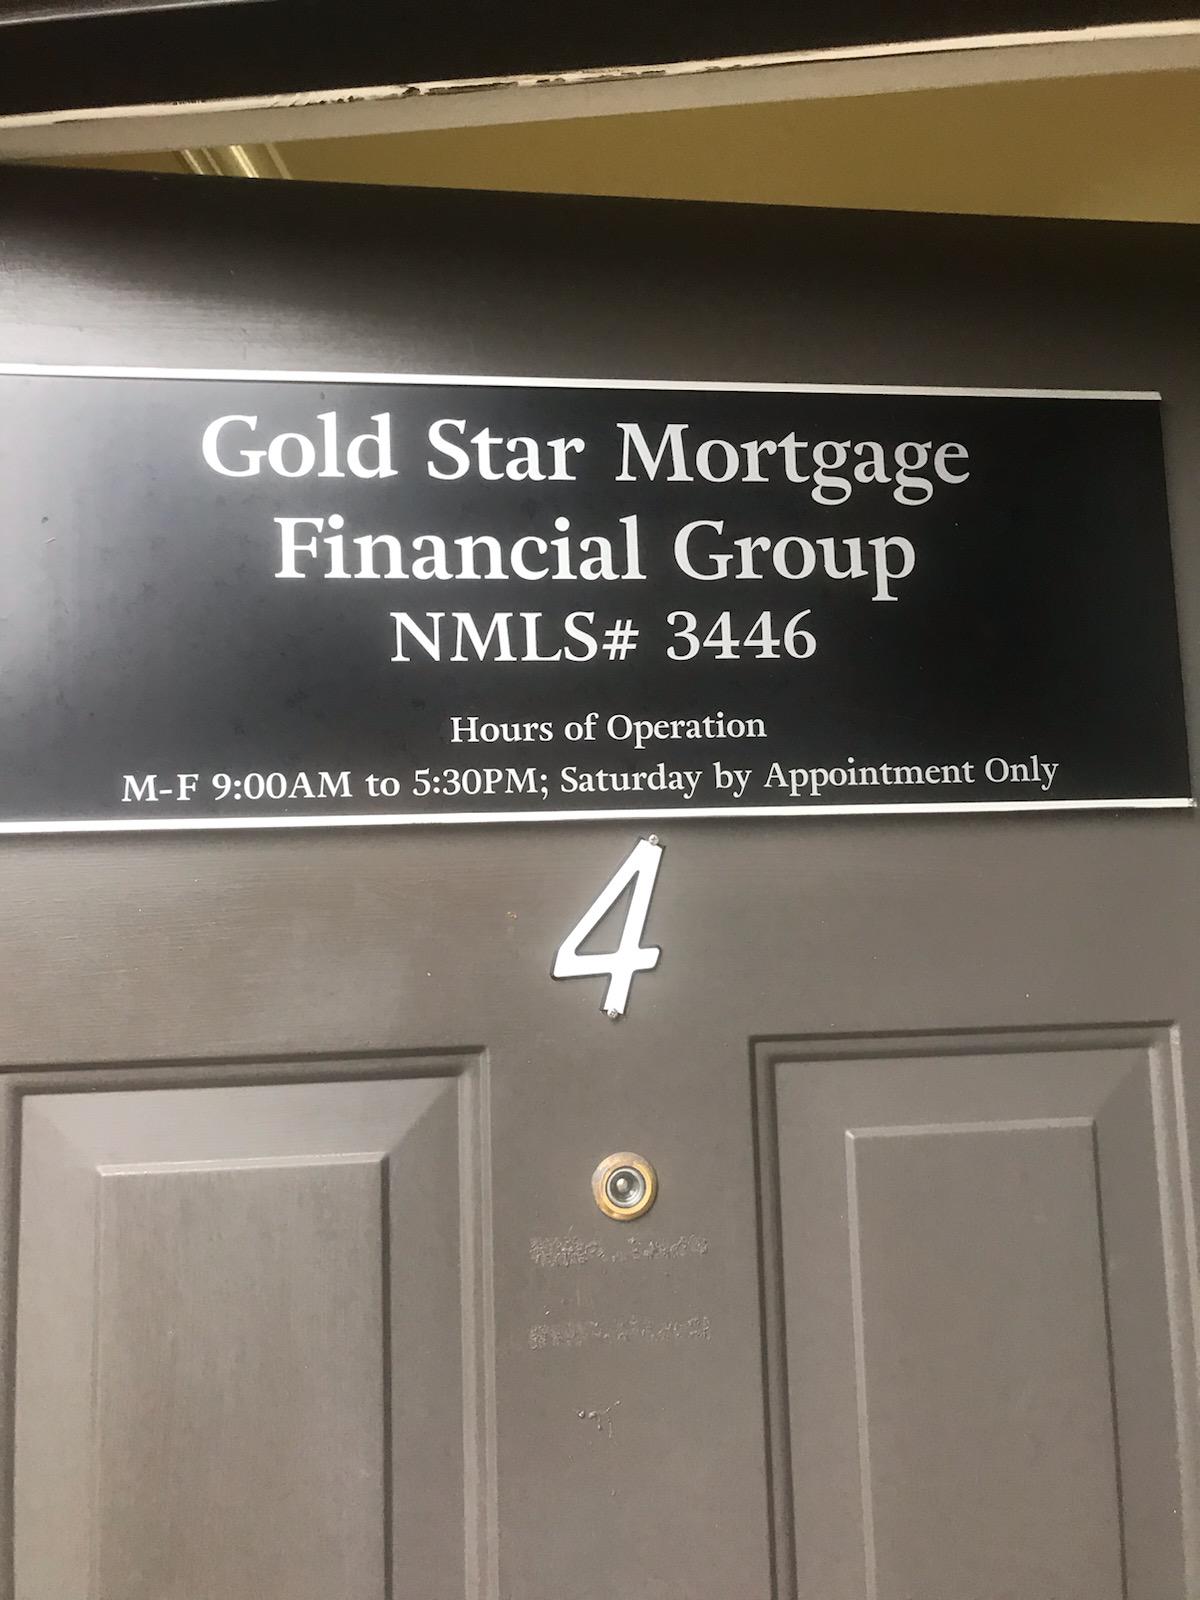 Gold Star Mortgage
Financial Group
NMLS# 3446
Hours of Operation
M-F 9:00AM to 5:30PM; Saturday by Appointment Only
4